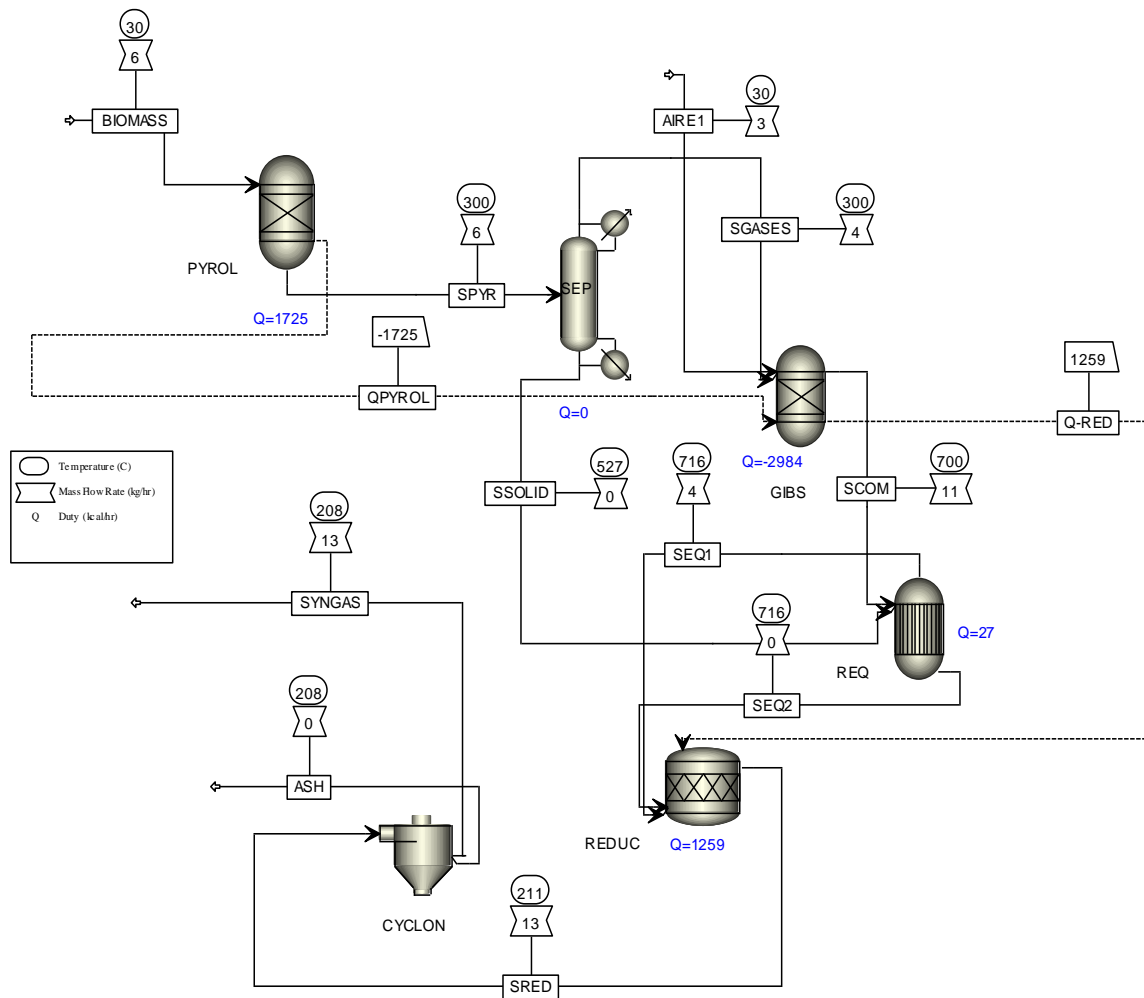 30
6
BIOMASS
PYROL
Q=1725
300
6
SPYR
SEP
-1725
QPYROL
Q=0
30
3
AIRE1
300
4
SGASES
1259
Q-RED
Q=-2984
GIBS
700
11
SCOM
527
0
SSOLID
716
4
SEQ1
716
0
SEQ2
Q=27
REQ
Temperature (C)
Mass Flow Rate (kg/hr)
Q Duty (kcal/hr)
208
13
SYNGAS
208
0
ASH
CYCLON
REDUC
Q=1259
211
13
SRED